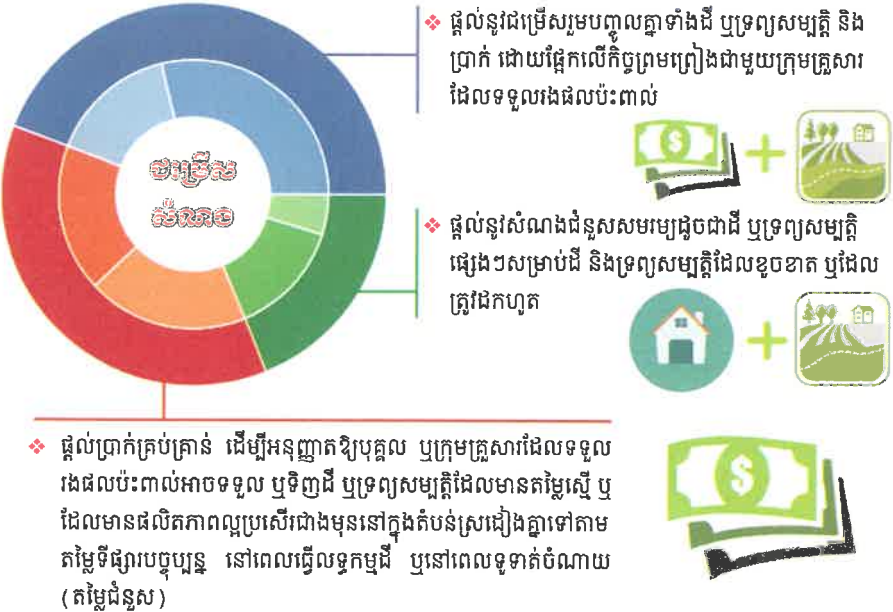 ❖ ផ្តល់នូវជម្រើសរួមបញ្ចូលគ្នាទាំងដី ឬទ្រព្យសម្បត្តិ និង
ប្រាក់ ដោយផ្អែកលើកិច្ចព្រមព្រៀងជាមួយក្រុមគ្រួសារ
ដែលទទួលរងផលប៉ះពាល់
ជម្រើស
សំណង
❖ ផ្តល់នូវសំណងជំនួសសមរម្យដូចជាដី ឬទ្រព្យសម្បត្តិ
ផ្សេងៗសម្រាប់ដី និងទ្រព្យសម្បត្តិដែលខូចខាត ឬដែល
ត្រូវដកហូត
❖ ផ្តល់ប្រាក់គ្រប់គ្រាន់ ដើម្បីអនុញ្ញាតឱ្យបុគ្គល ឬក្រុមគ្រួសារដែលទទួល
រងផលប៉ះពាល់អាចទទួល ឬទិញដី ឬទ្រព្យសម្បត្តិដែលមានតម្លៃស្មើ ឬ
ដែលមានផលិតភាពល្អប្រសើរជាងមុននៅក្នុងតំបន់ស្រដៀងគ្នាទៅតាម
តម្លៃទីផ្សារបច្ចុប្បន្ន នៅពេលធ្វើលទ្ធកម្មដី ឬនៅពេលទូទាត់ចំណាយ
(តម្លៃជំនួស)